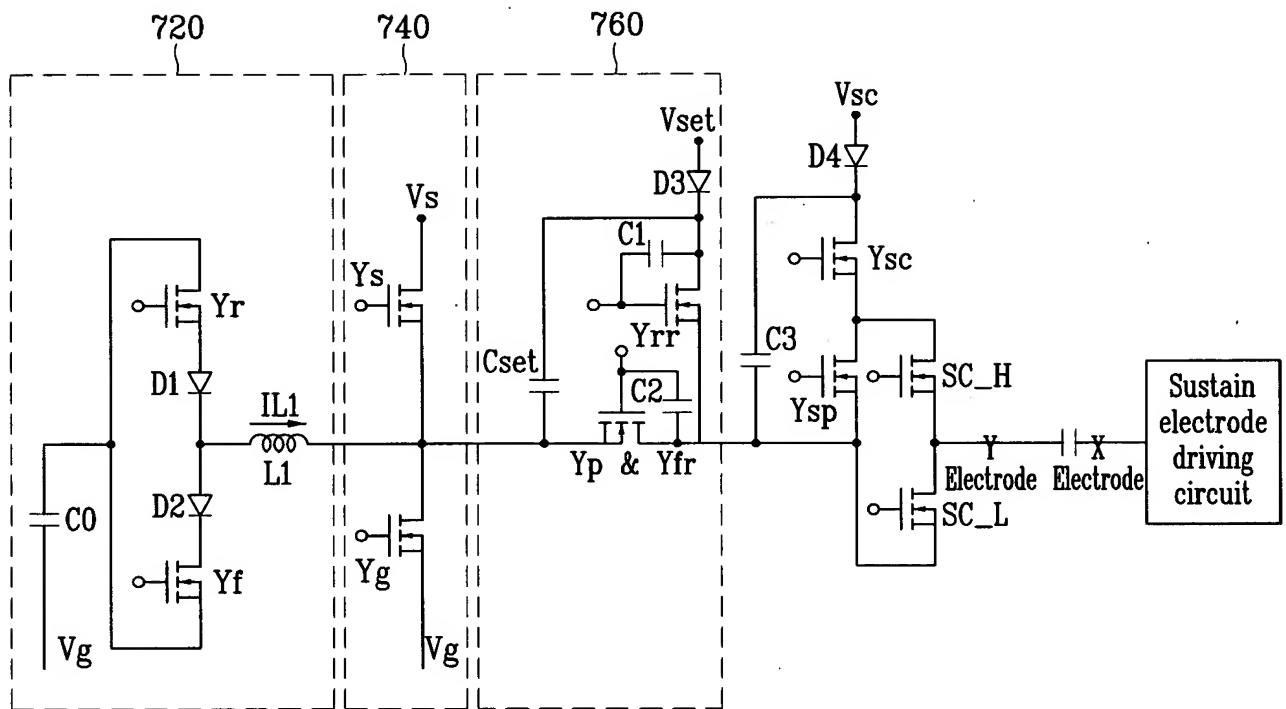 720
740
760
Vsc
Vset
D4
D3
Vs
C1
Ysc
Ys
Yr
Yrr
C3
Cset
D1
C2
SC_H
IL1
Ysp
Sustain
electrode
driving
circuit
L1
Yp & Yfr
Y
Electrode
X
Electrode
D2
C0
SC_L
Yg
Yf
Vg
Vg